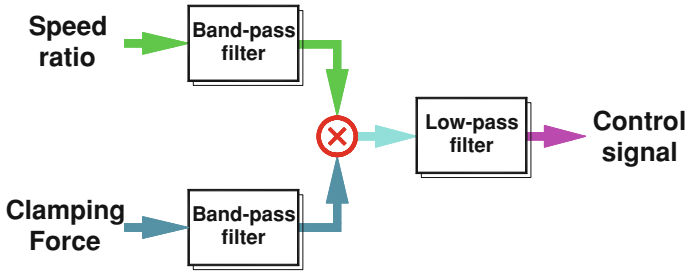 Speed
ratio
Band-pass
filter
Low-pass
filter
Control
signal
Clamping
Force
Band-pass
filter